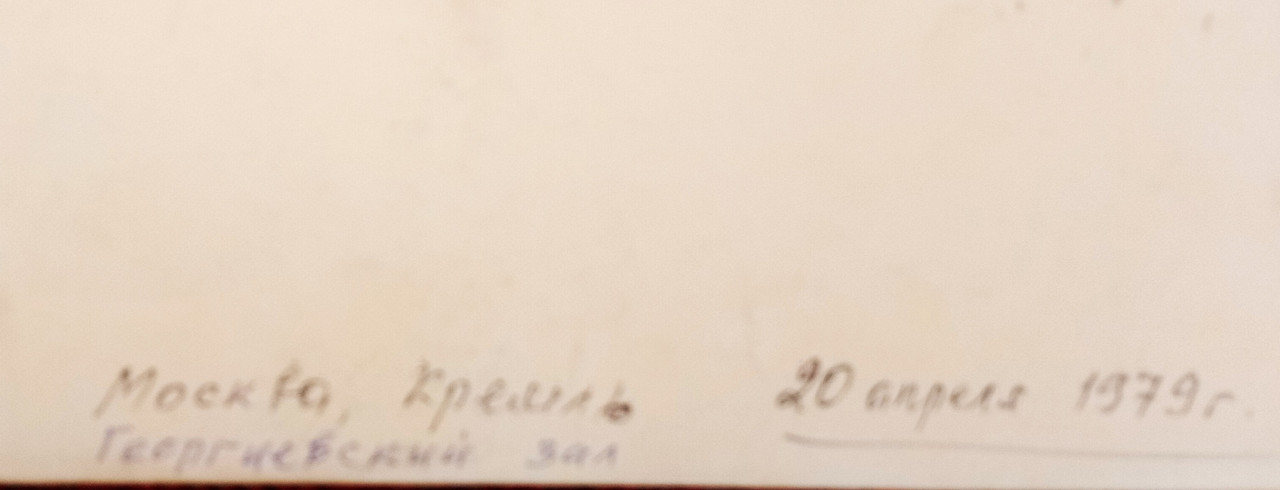 Москва, Кремль 20 апреля 1979 г.
Георгиевский зал